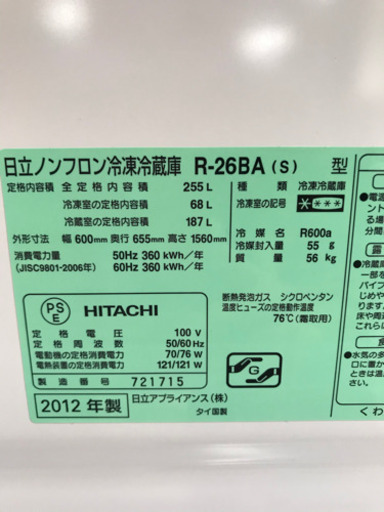 日立ノンフロン冷凍冷蔵庫 R-26BA(S) 型
定格内容積 全定格内容積 255 L
冷凍室の定格内容積 68 L
冷蔵室の定格内容積 187 L
外形寸法 幅 600mm 奥行 655mm 高さ 1560mm
消費電力量 50Hz 360 kWh/年
(JISC9801-2006年) 60Hz 360 kWh/年
種類 冷凍冷蔵庫
冷凍室の記号 ****
冷媒 R600a
冷媒封入量 55 g
質量 56 kg
PS
E
HITACHI
定格電圧 100 V
定格周波数 50/60 Hz
電動機の定格消費電力 70/76 W
電熱装置の定格消費電力 121/121 W
製造番号 721715
2012 年製
日立アプライアンス(株)
タイ国製
断熱発泡ガス シクロペンタン
温度ヒューズの定格動作温度
76℃(霜取用)
G